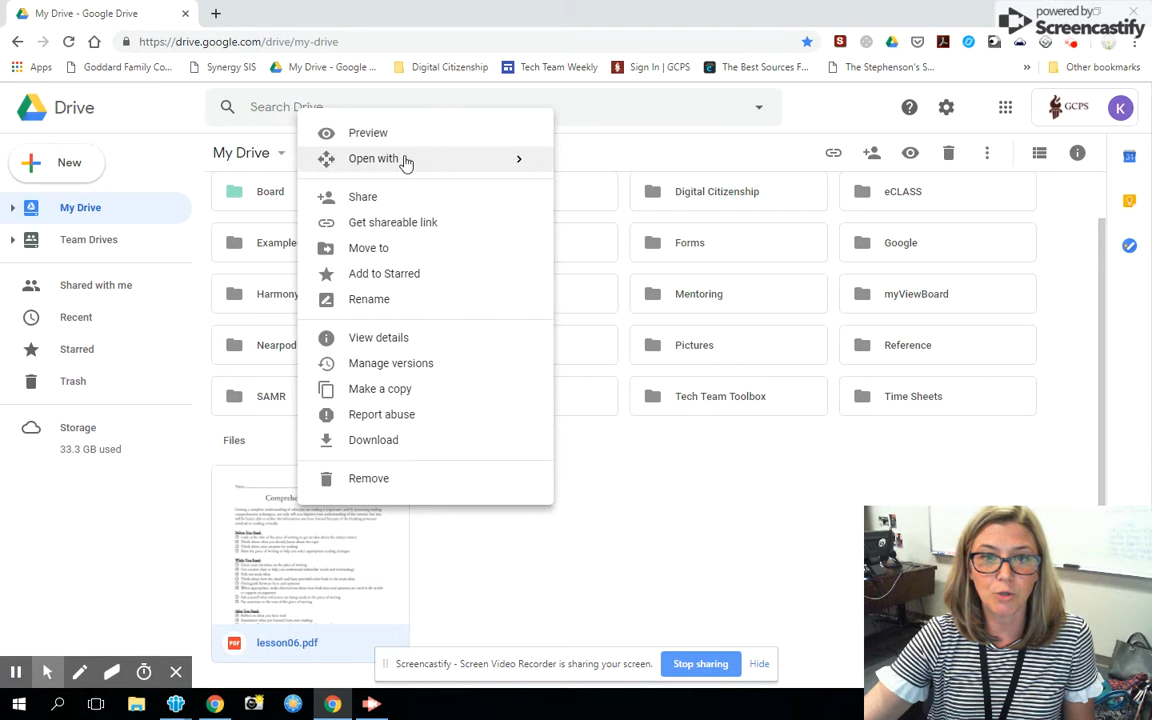 My Drive - Google Drive
powered by
Screencastify
https://drive.google.com/drive/my-drive
Apps
Goddard Family Co...
Synergy SIS
My Drive - Google ...
Digital Citizenship
Tech Team Weekly
Sign In | GCPS
The Best Sources F...
The Stephenson's S...
»
Other bookmarks
Drive
Search Drive
GCPS
K
New
My Drive
My Drive
Team Drives
Shared with me
Recent
Starred
Trash
Storage
33.3 GB used
Preview
Open with
Share
Get shareable link
Move to
Add to Starred
Rename
View details
Manage versions
Make a copy
Report abuse
Download
Remove
Board
Digital Citizenship
eCLASS
Example
Forms
Google
Harmony
Mentoring
myViewBoard
Nearpod
Pictures
Reference
SAMR
Tech Team Toolbox
Time Sheets
Files
Comprehe
PDF
lesson06.pdf
Screencastify - Screen Video Recorder is sharing your screen.
Stop sharing
Hide